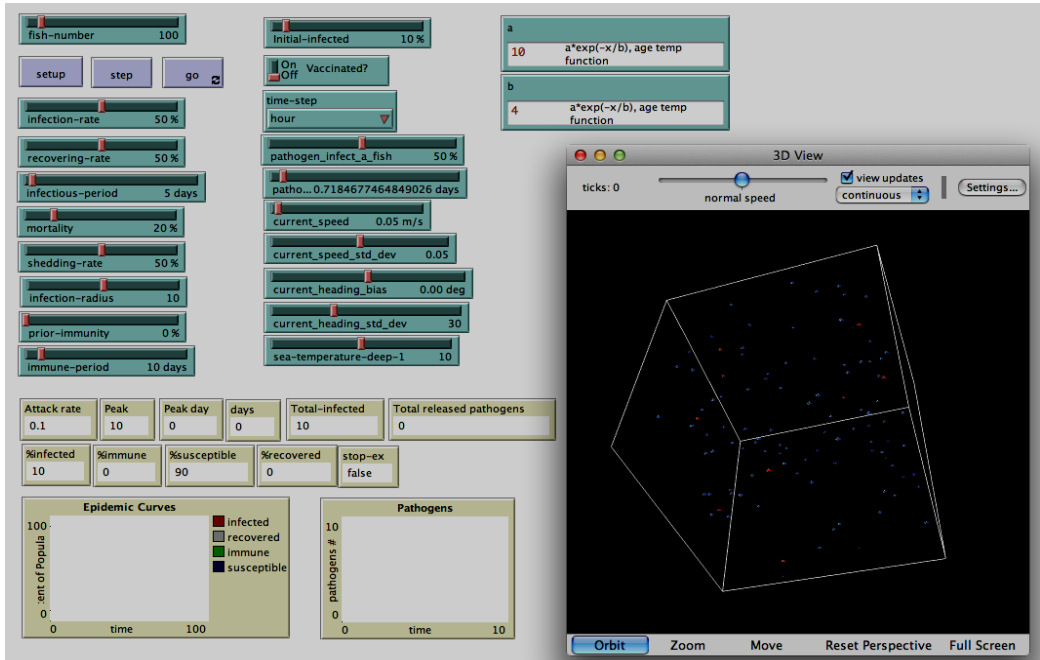 fish-number 100
setup
step
go
infection-rate 50 %
recovering-rate 50 %
infectious-period 5 days
mortality 20 %
shedding-rate 50 %
infection-radius 10
prior-immunity 0 %
immune-period 10 days
Initial-infected 10 %
On
Off Vaccinated?
time-step
hour
pathogen_infect_a_fish 50 %
patho...0.7184677464849026 days
current_speed 0.05 m/s
current_speed_std_dev 0.05
current_heading_bias 0.00 deg
current_heading_std_dev 30
sea-temperature-deep-1 10
a
10 a*exp(-x/b), age temp
function
b
4 a*exp(-x/b), age temp
function
3D View
ticks: 0
normal speed
view updates
continuous
Settings...
Orbit Zoom Move Reset Perspective Full Screen
Attack rate
0.1
Peak
10
Peak day
0
days
0
Total-infected
10
Total released pathogens
0
%infected
10
%immune
0
%susceptible
90
%recovered
0
stop-ex
false
Epidemic Curves
100
cent of Popula
0
0 time 100
infected
recovered
immune
susceptible
Pathogens
10
pathogens #
0
0 time 10